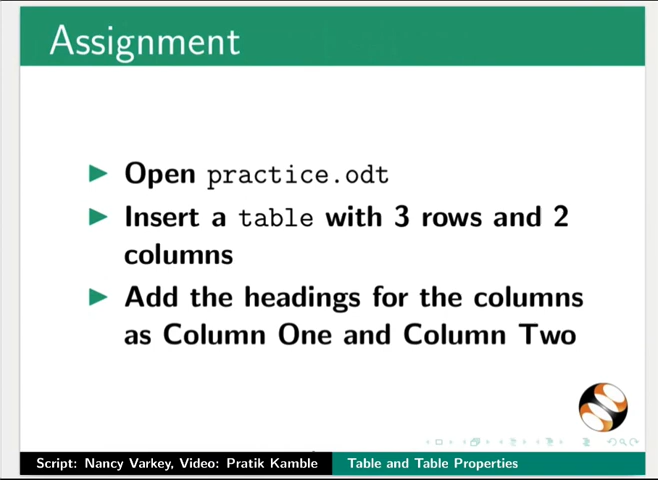 Assignment
Open practice.odt
Insert a table with 3 rows and 2
columns
Add the headings for the columns
as Column One and Column Two
Script: Nancy Varkey, Video: Pratik Kamble Table and Table Properties